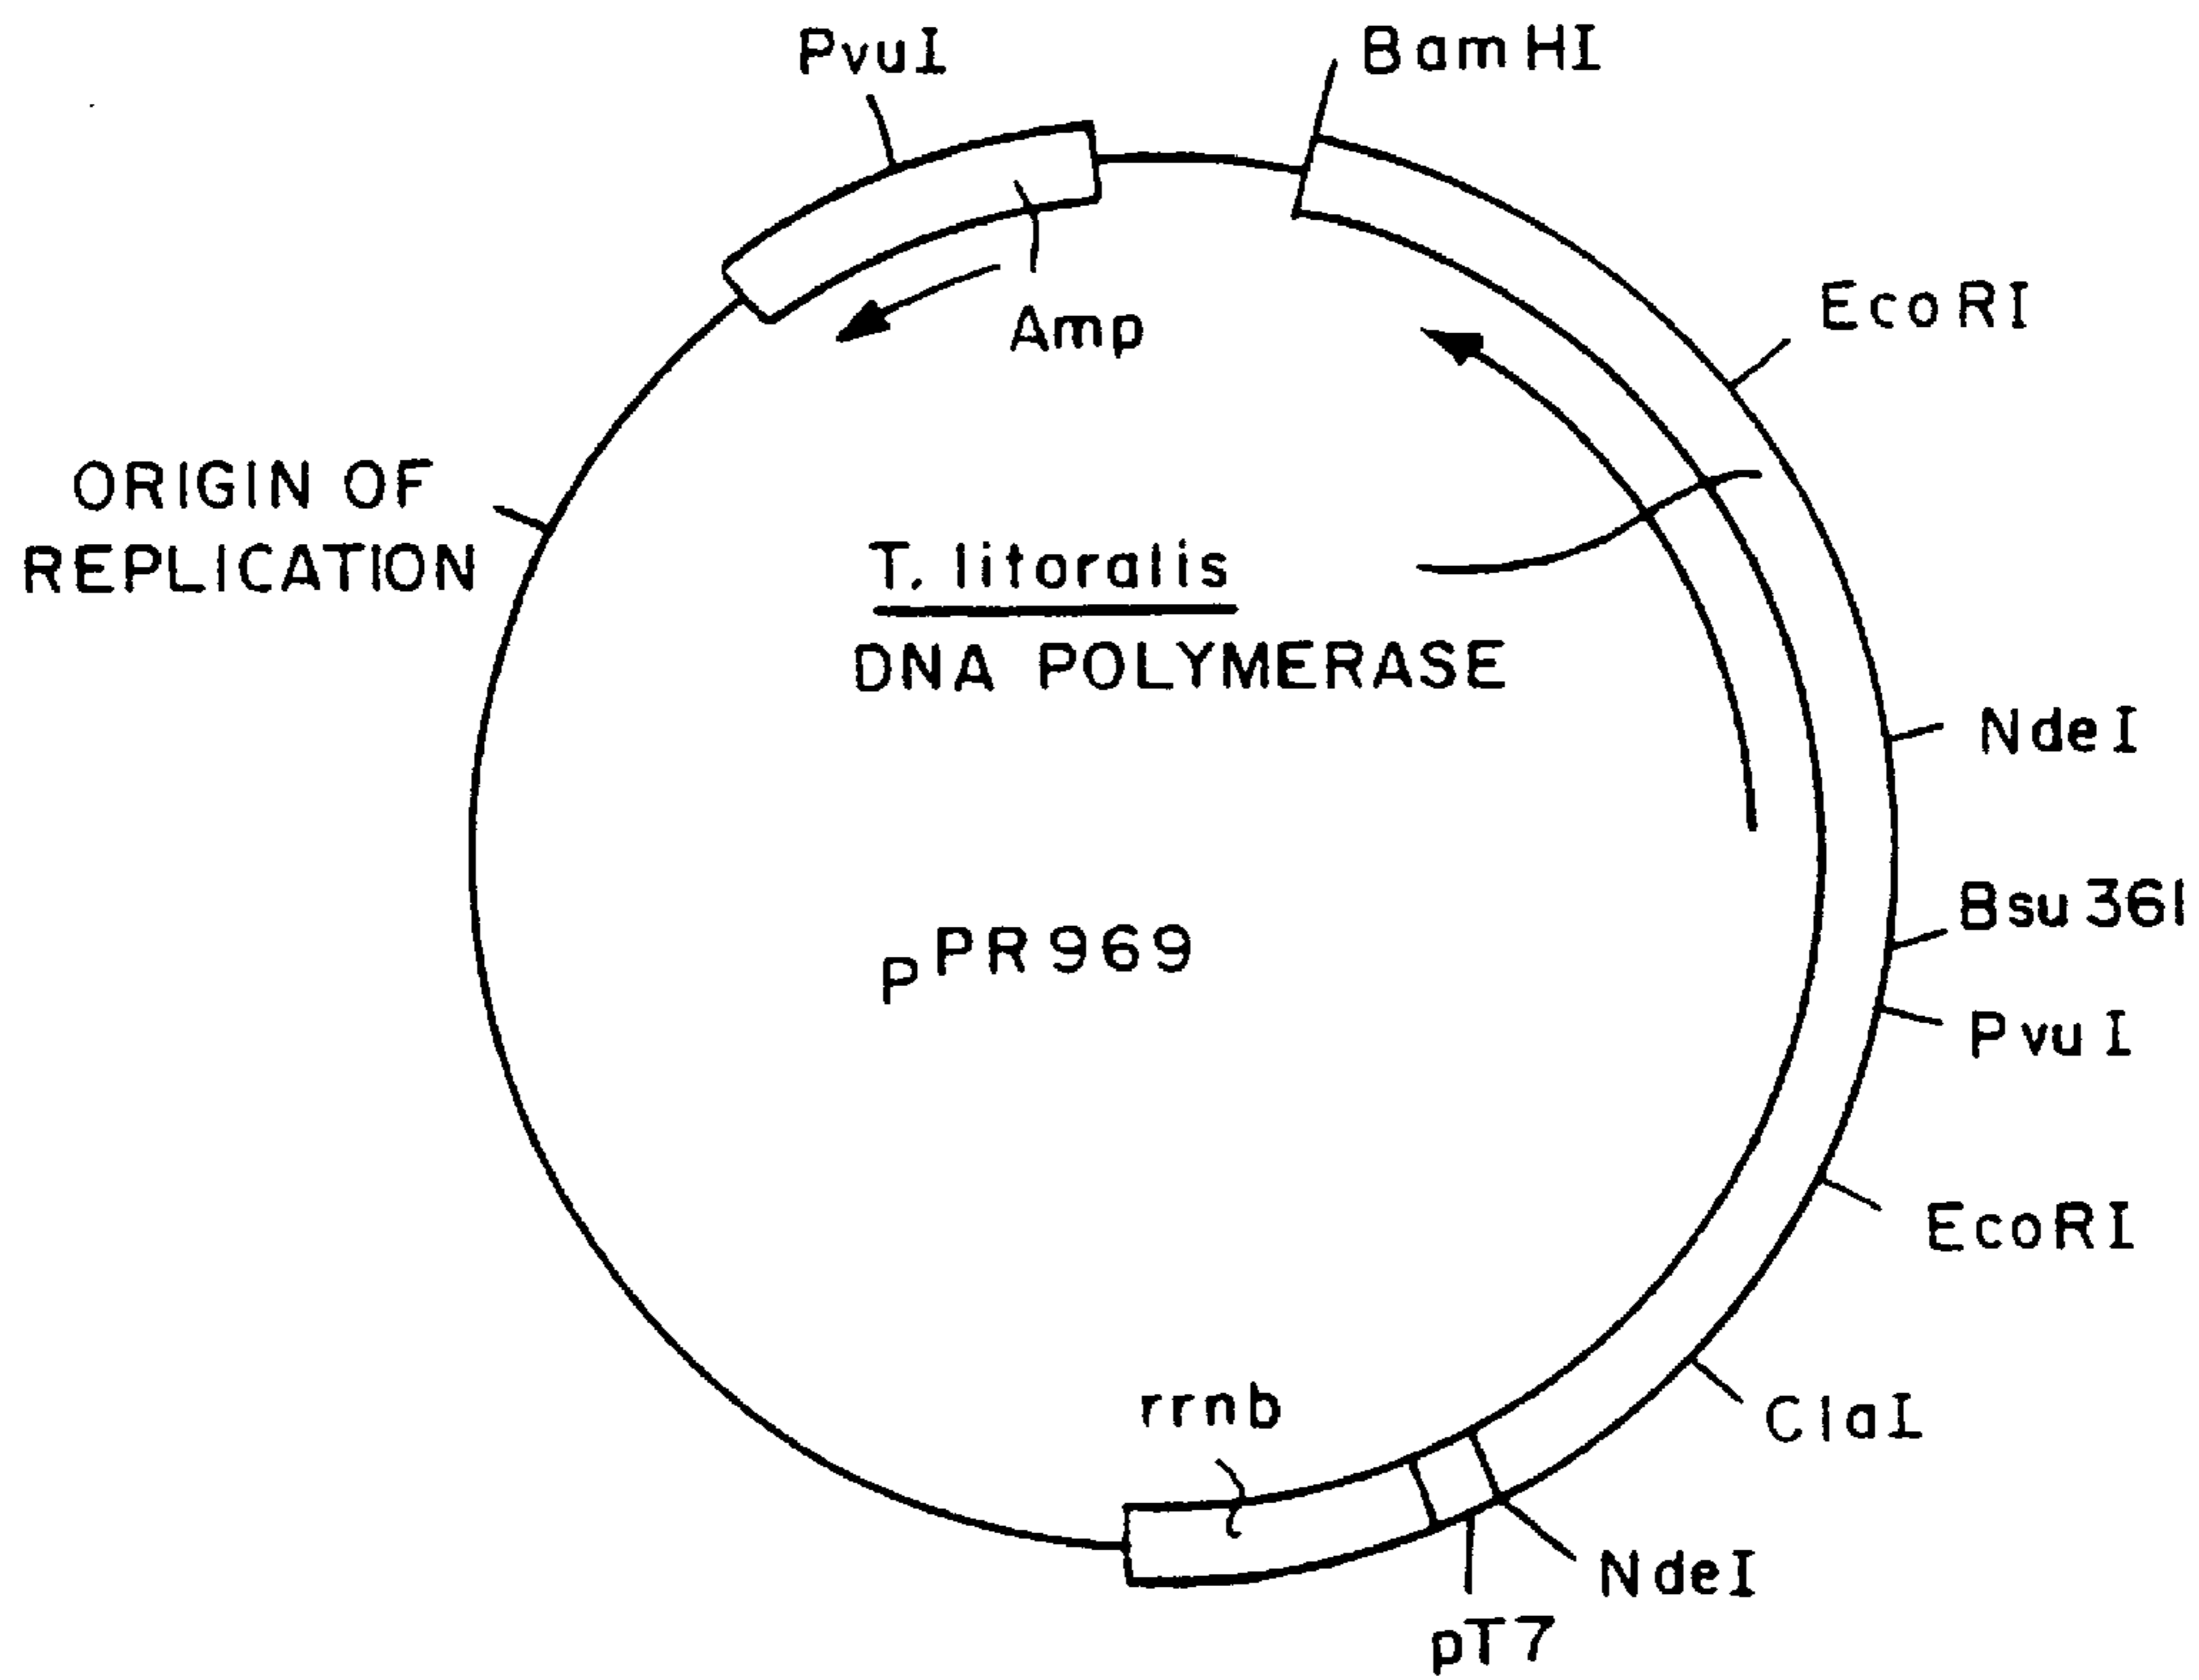 PvuI
BamHI
EcoRI
Amp
ORIGIN OF
REPLICATION
T. litoralis
DNA POLYMERASE
NdeI
Bsu36I
pPR969
PvuI
EcoRI
rrnb
ClaI
NdeI
pT7